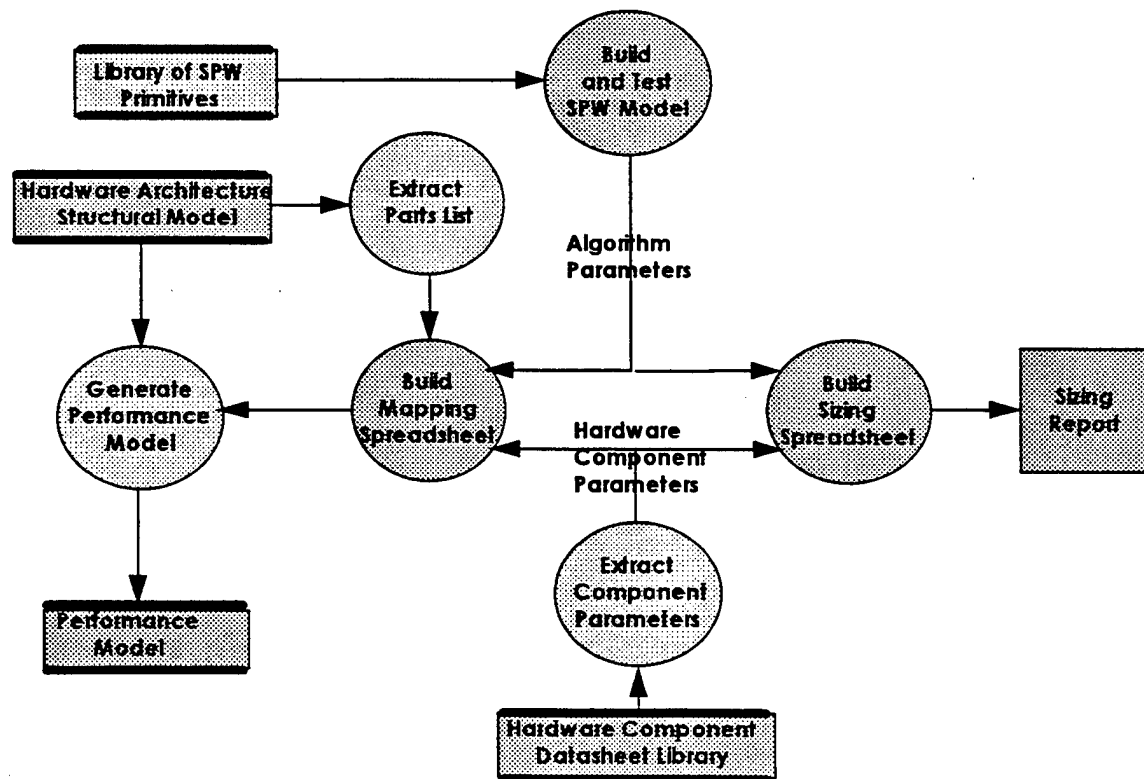 Library of SPW
Primitives
Build
and Test
SPW Model
Hardware Architecture
Structural Model
Extract
Parts List
Algorithm
Parameters
Generate
Performance
Model
Build
Mapping
Spreadsheet
Hardware
Component
Parameters
Build
Sizing
Spreadsheet
Sizing
Report
Extract
Component
Parameters
Performance
Model
Hardware Component
Datasheet Library